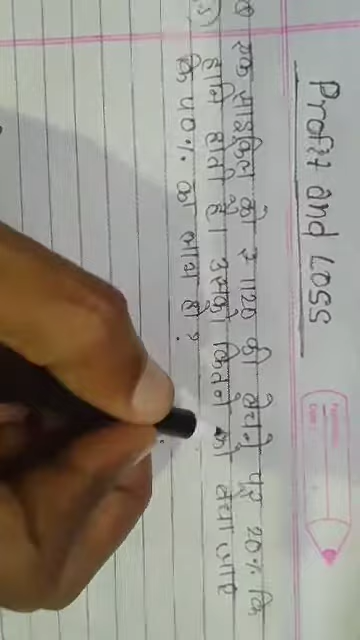 Profit and Loss
एक साइकिल को ₹ 1120 की बेचने पर 20% कि
हानि होती है। उसको कितने को बेचा जाए
कि 40% का लाभ हो?